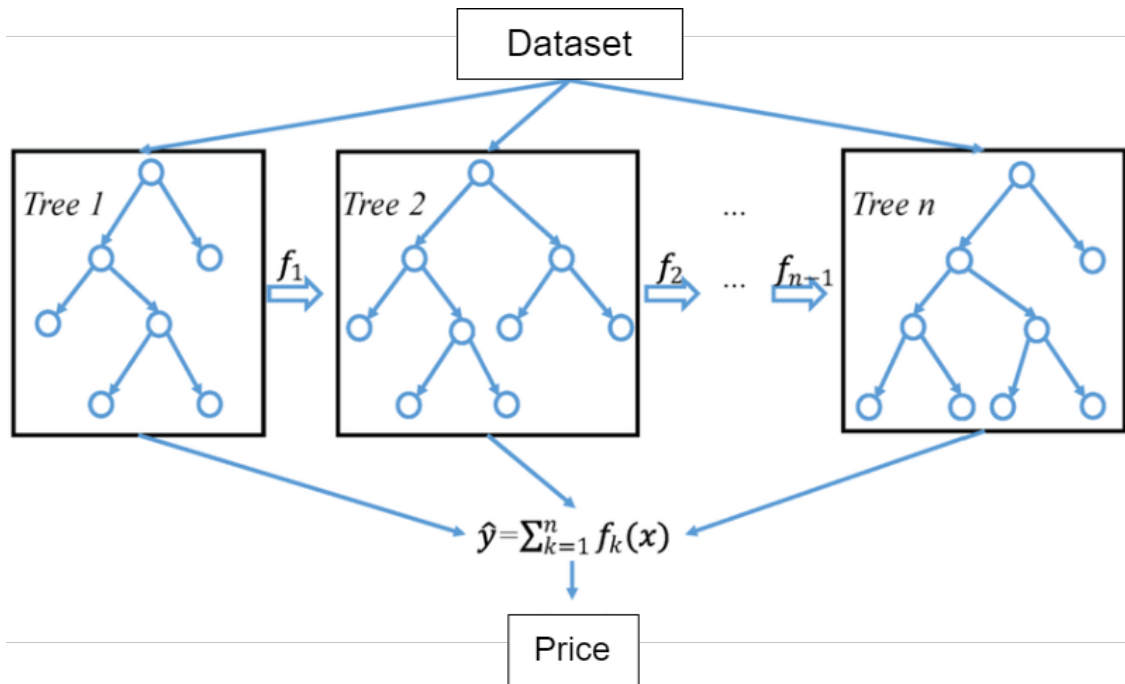 Dataset
Tree 1
f₁
Tree 2
f₂
...
...
fₙ₋₁
Tree n
ŷ=∑ⁿₖ₌₁ fₖ(x)
Price